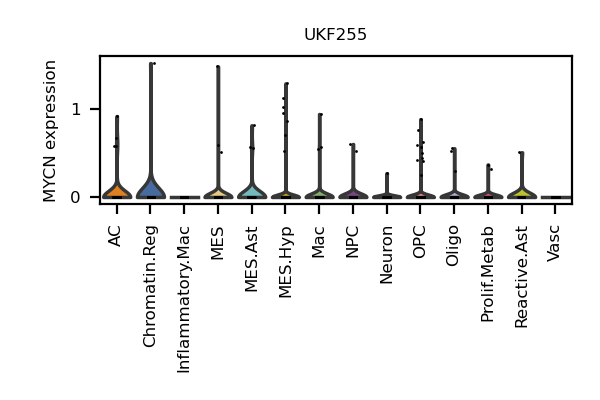 UKF255
MYCN expression
1
0
AC
Chromatin.Reg
Inflammatory.Mac
MES
MES.Ast
MES.Hyp
Mac
NPC
Neuron
OPC
Oligo
Prolif.Metab
Reactive.Ast
Vasc